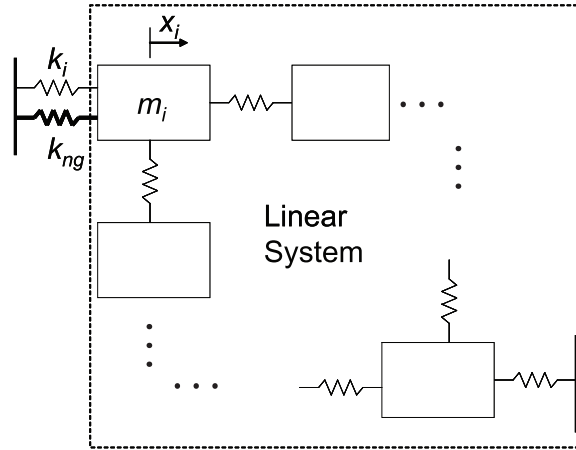 x_i
k_i
m_i
k_ng
Linear
System